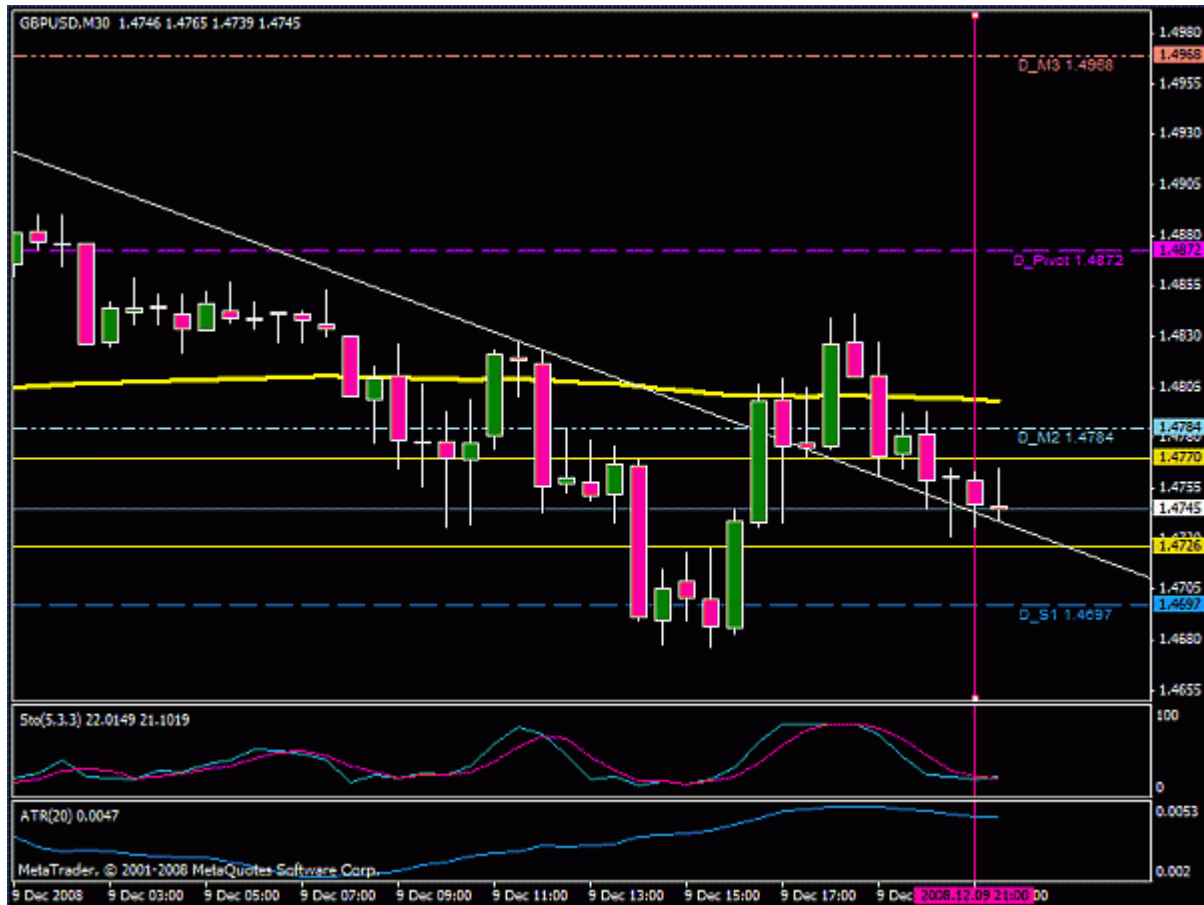 GBPUSD,M30 1.4746 1.4765 1.4739 1.4745
1.4980
1.4968
D_M3 1.4968
1.4955
1.4930
1.4905
1.4880
1.4872
D_Pivot 1.4872
1.4855
1.4830
1.4805
1.4784
D_M2 1.4784
1.4780
1.4770
1.4755
1.4745
1.4730
1.4726
1.4705
1.4697
D_S1 1.4697
1.4680
1.4655
Sto(5,3,3) 22.0149 21.1019
100
0
ATR(20) 0.0047
0.0053
0.002
MetaTrader, © 2001-2008 MetaQuotes Software Corp.
9 Dec 2008 9 Dec 03:00 9 Dec 05:00 9 Dec 07:00 9 Dec 09:00 9 Dec 11:00 9 Dec 13:00 9 Dec 15:00 9 Dec 17:00 9 Dec 2008.12.09 21:00 :00